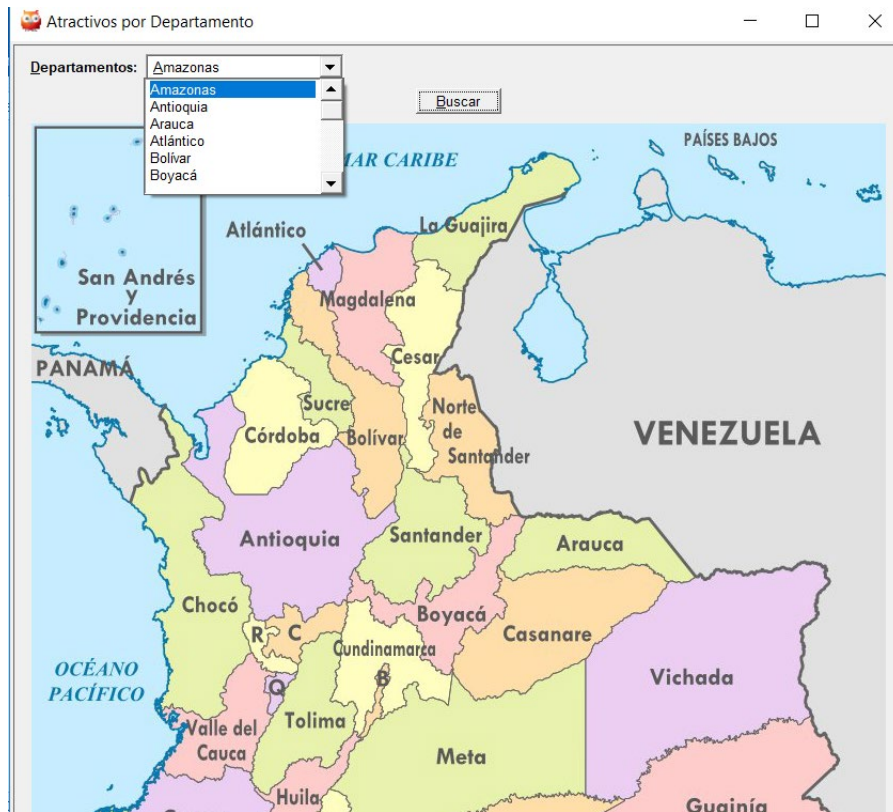 Atractivos por Departamento
Departamentos: Amazonas
Amazonas
Antioquia
Arauca
Atlántico
Bolívar
Boyacá
Buscar
PAÍSES BAJOS
AR CARIBE
La Guajira
Atlántico
San Andrés
y
Providencia
Magdalena
Cesar
PANAMÁ
Sucre
Norte
de
Santander
Córdoba
Bolívar
VENEZUELA
Antioquia
Santander
Arauca
Chocó
Boyacá
R
C
Casanare
Cundinamarca
OCÉANO
PACÍFICO
B
Q
Vichada
Tolima
Valle del
Cauca
Meta
Huila
Guainía